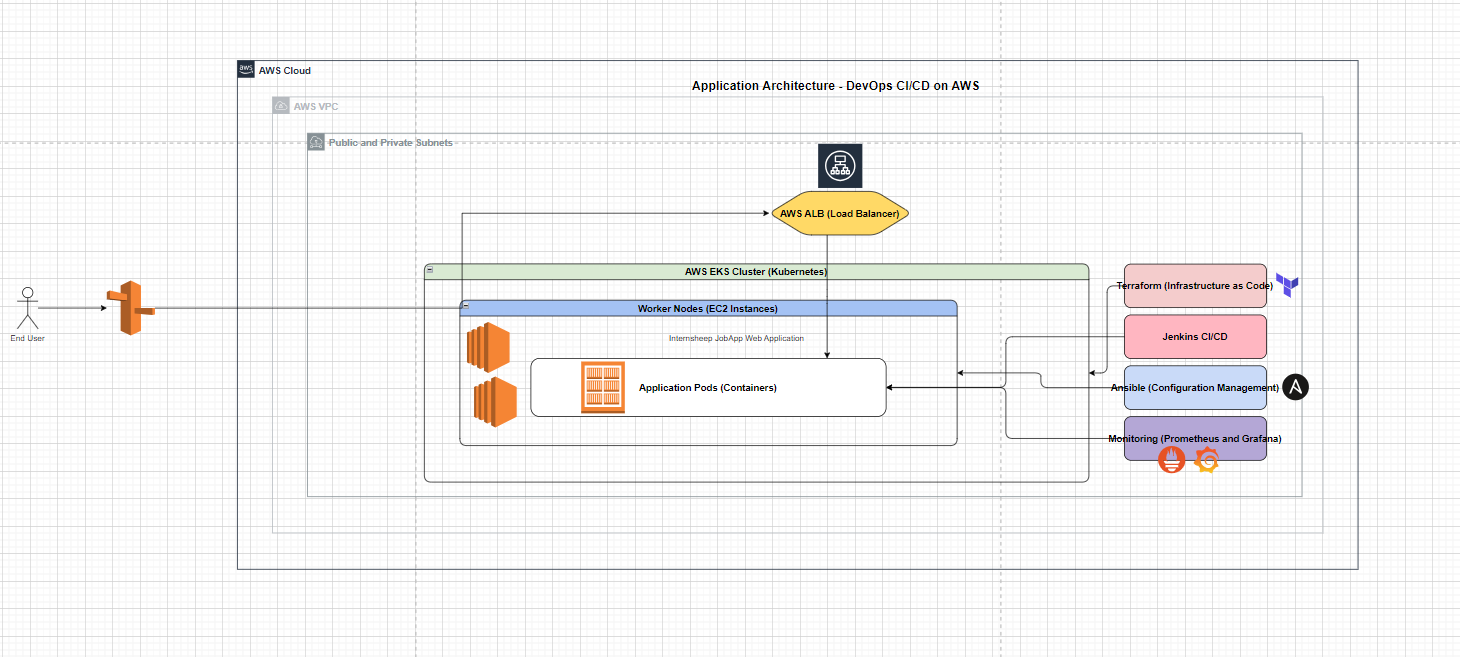 aws
AWS Cloud
Application Architecture - DevOps CI/CD on AWS
AWS VPC
Public and Private Subnets
AWS ALB (Load Balancer)
AWS EKS Cluster (Kubernetes)
Terraform (Infrastructure as Code)
Worker Nodes (EC2 Instances)
Internsheep JobApp Web Application
Jenkins CI/CD
End User
Application Pods (Containers)
Ansible (Configuration Management)
Monitoring (Prometheus and Grafana)